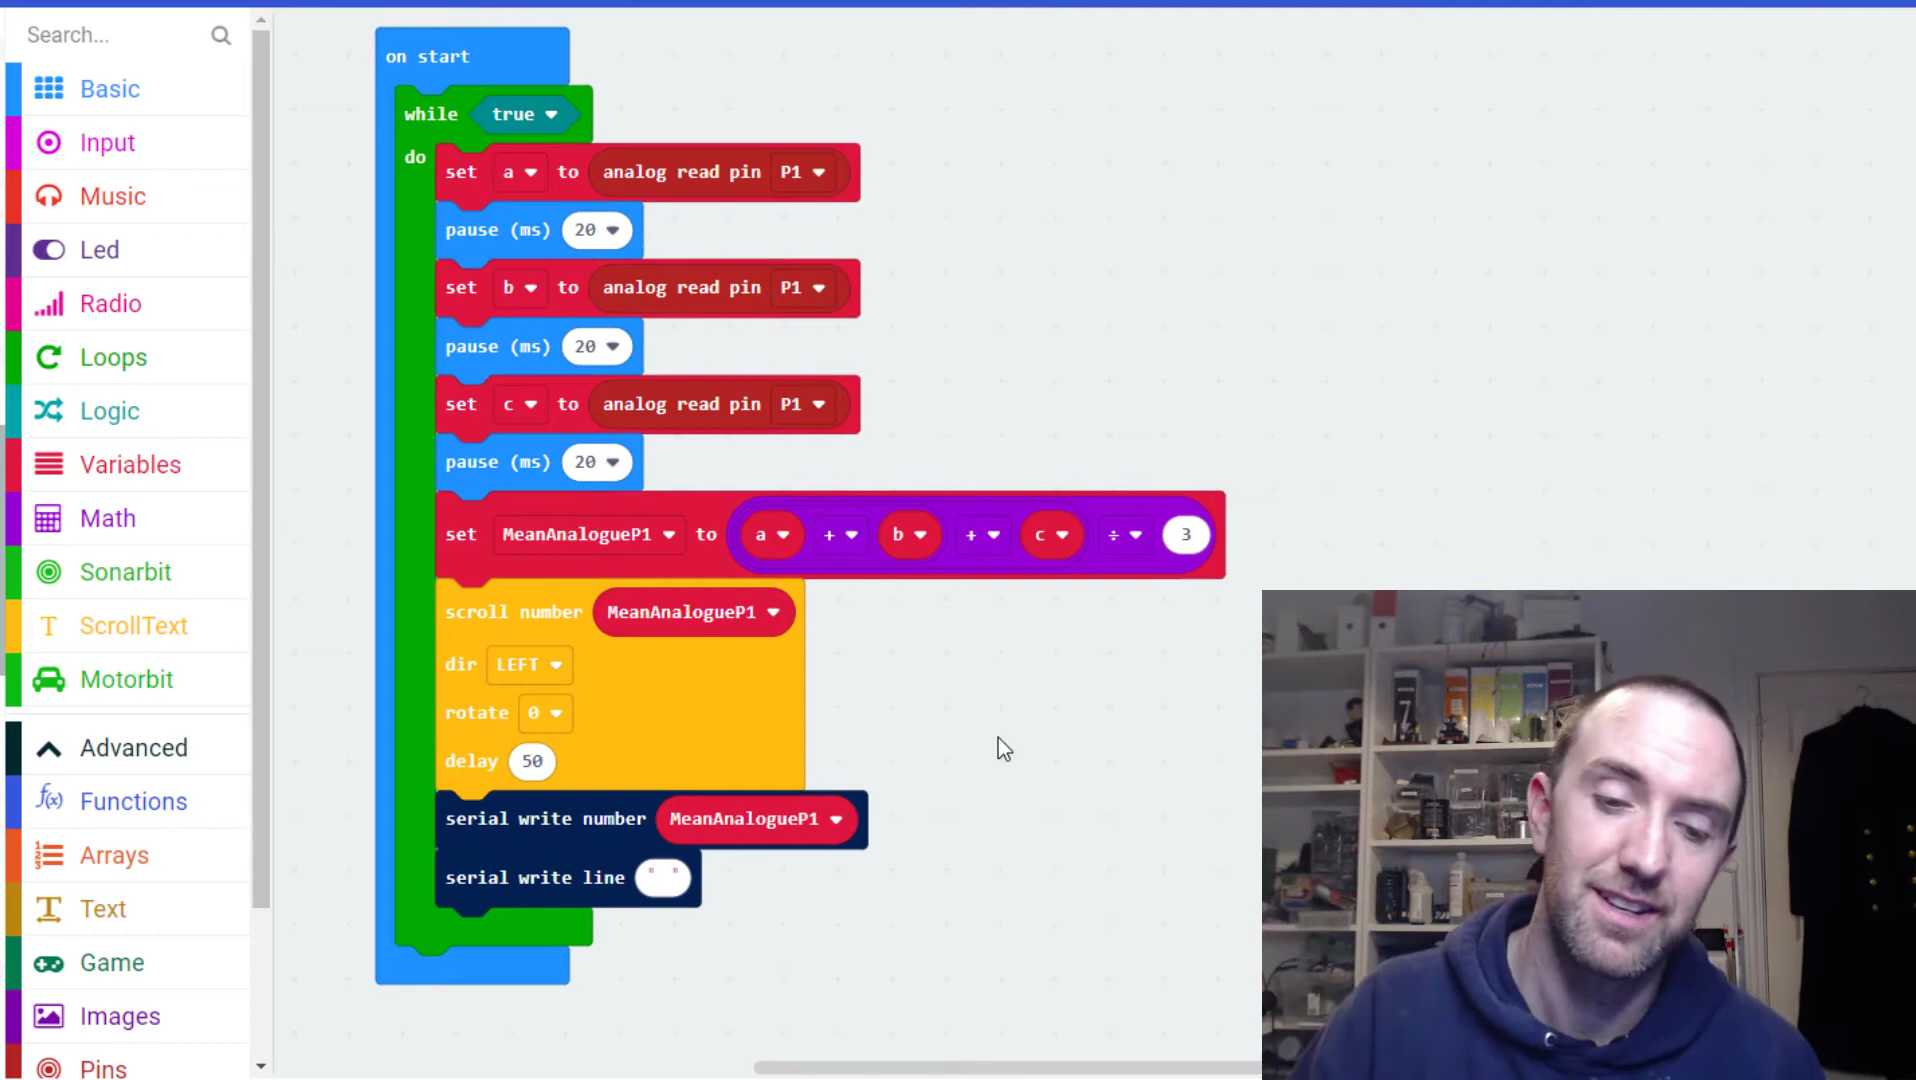 Search...
Basic
Input
Music
Led
Radio
Loops
Logic
Variables
Math
Sonarbit
ScrollText
Motorbit
Advanced
Functions
Arrays
Text
Game
Images
Pins
on start
while true
do
set a to analog read pin P1
pause (ms) 20
set b to analog read pin P1
pause (ms) 20
set c to analog read pin P1
pause (ms) 20
set MeanAnalogueP1 to a + b + c ÷ 3
scroll number MeanAnalogueP1
dir LEFT
rotate 0
delay 50
serial write number MeanAnalogueP1
serial write line " "